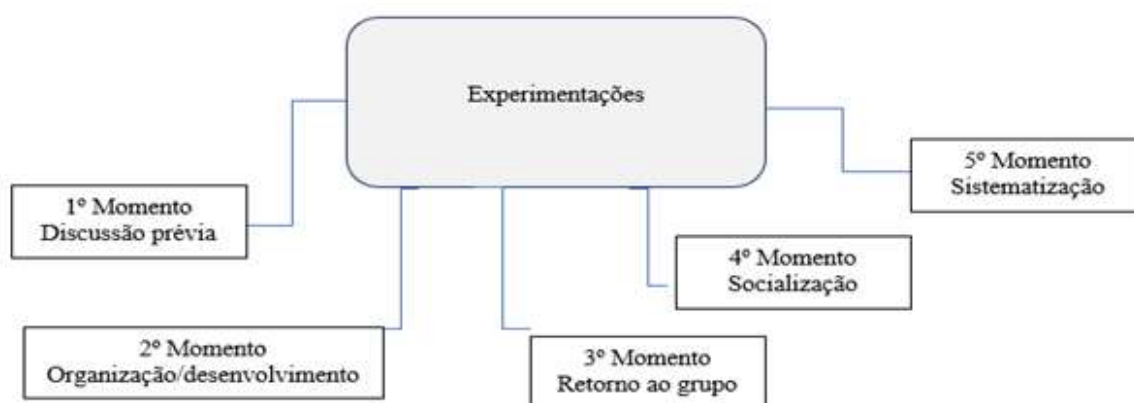 Experimentações
1º Momento
Discussão prévia
2º Momento
Organização/desenvolvimento
3º Momento
Retorno ao grupo
4º Momento
Socialização
5º Momento
Sistematização